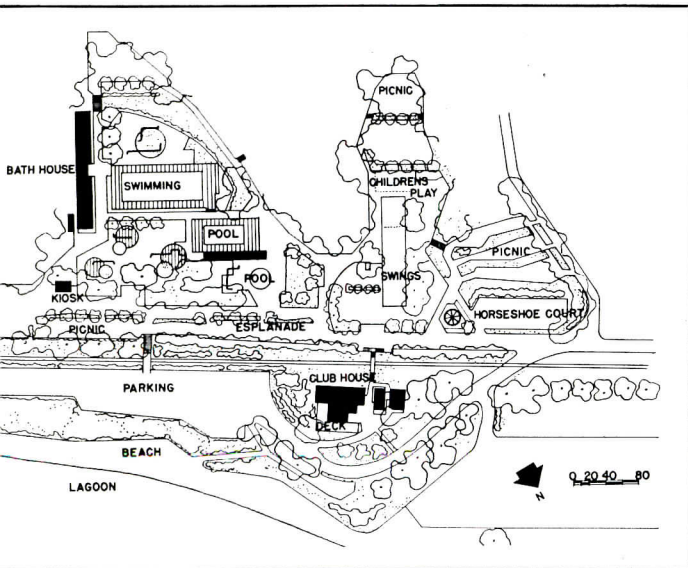 PICNIC
BATH HOUSE
SWIMMING
CHILDRENS
PLAY
POOL
PICNIC
POOL
SWINGS
KIOSK
HORSESHOE COURT
PICNIC
ESPLANADE
CLUB HOUSE
PARKING
DECK
BEACH
LAGOON
N
0 20 40 80